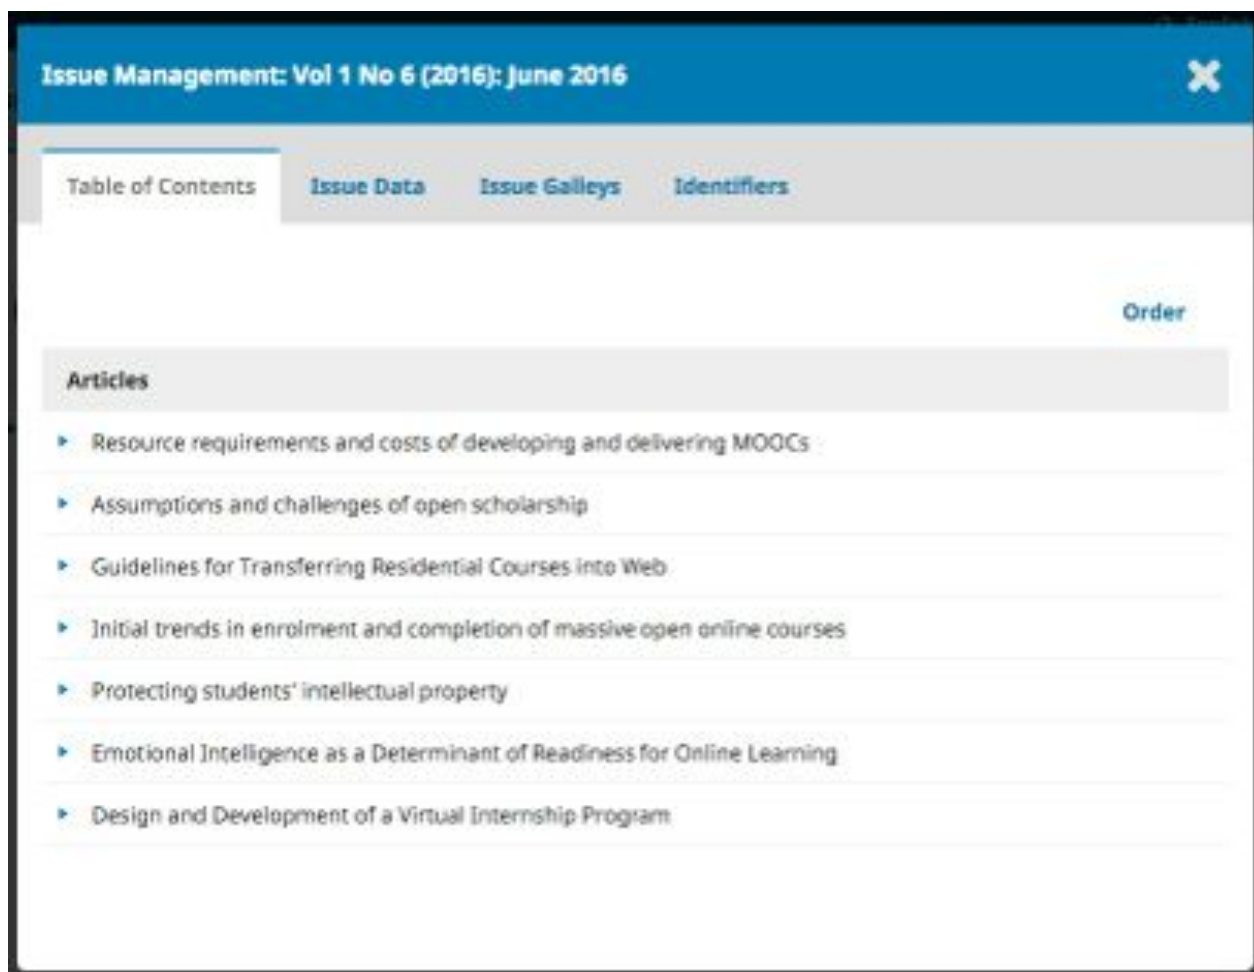 Issue Management: Vol 1 No 6 (2016): June 2016
Table of Contents Issue Data Issue Galleys Identifiers
Order
Articles
Resource requirements and costs of developing and delivering MOOCs
Assumptions and challenges of open scholarship
Guidelines for Transferring Residential Courses into Web
Initial trends in enrolment and completion of massive open online courses
Protecting students' intellectual property
Emotional Intelligence as a Determinant of Readiness for Online Learning
Design and Development of a Virtual Internship Program